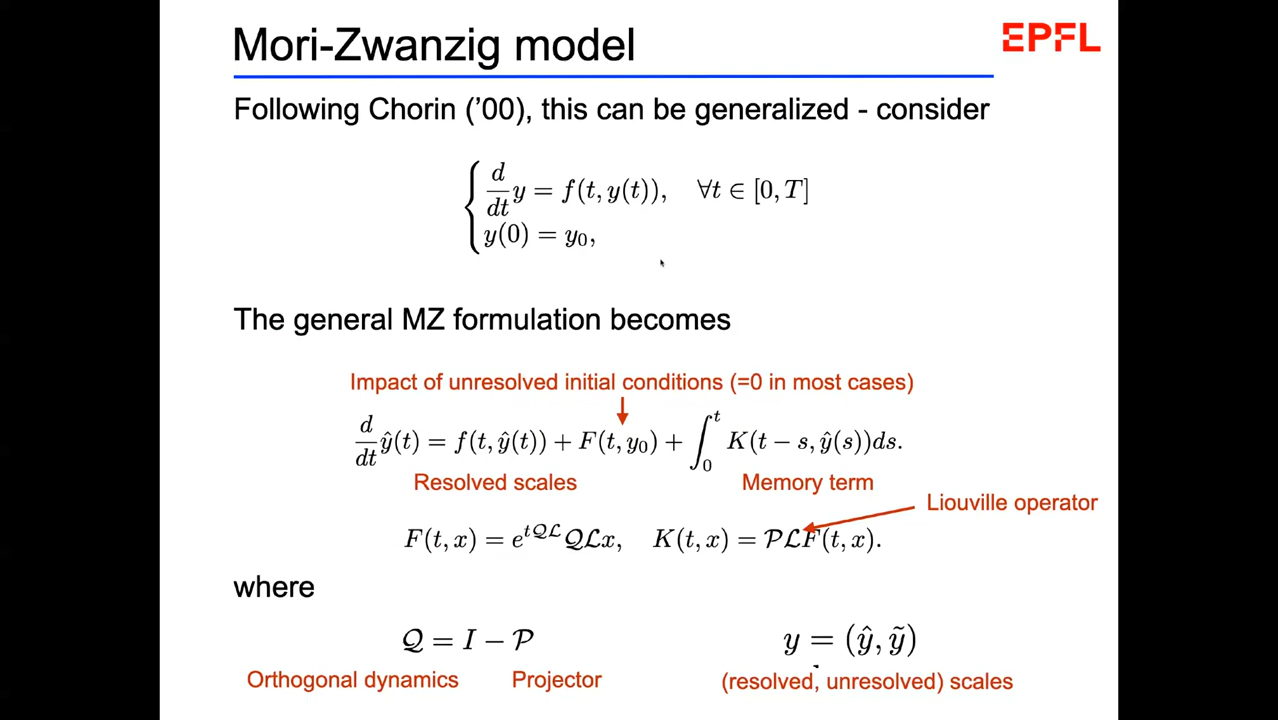 Mori-Zwanzig model
EPFL
Following Chorin ('00), this can be generalized - consider
d/dt y = f(t, y(t)), ∀t ∈ [0, T]
y(0) = y₀,
The general MZ formulation becomes
Impact of unresolved initial conditions (=0 in most cases)
d/dt ŷ(t) = f(t, ŷ(t)) + F(t, y₀) + ∫₀ᵗ K(t − s, ŷ(s))ds.
Resolved scales Memory term
Liouville operator
F(t, x) = e^{t𝒬ℒ}𝒬ℒx, K(t, x) = 𝒫ℒF(t, x).
where
𝒬 = I − 𝒫 y = (ŷ, ỹ)
Orthogonal dynamics Projector (resolved, unresolved) scales